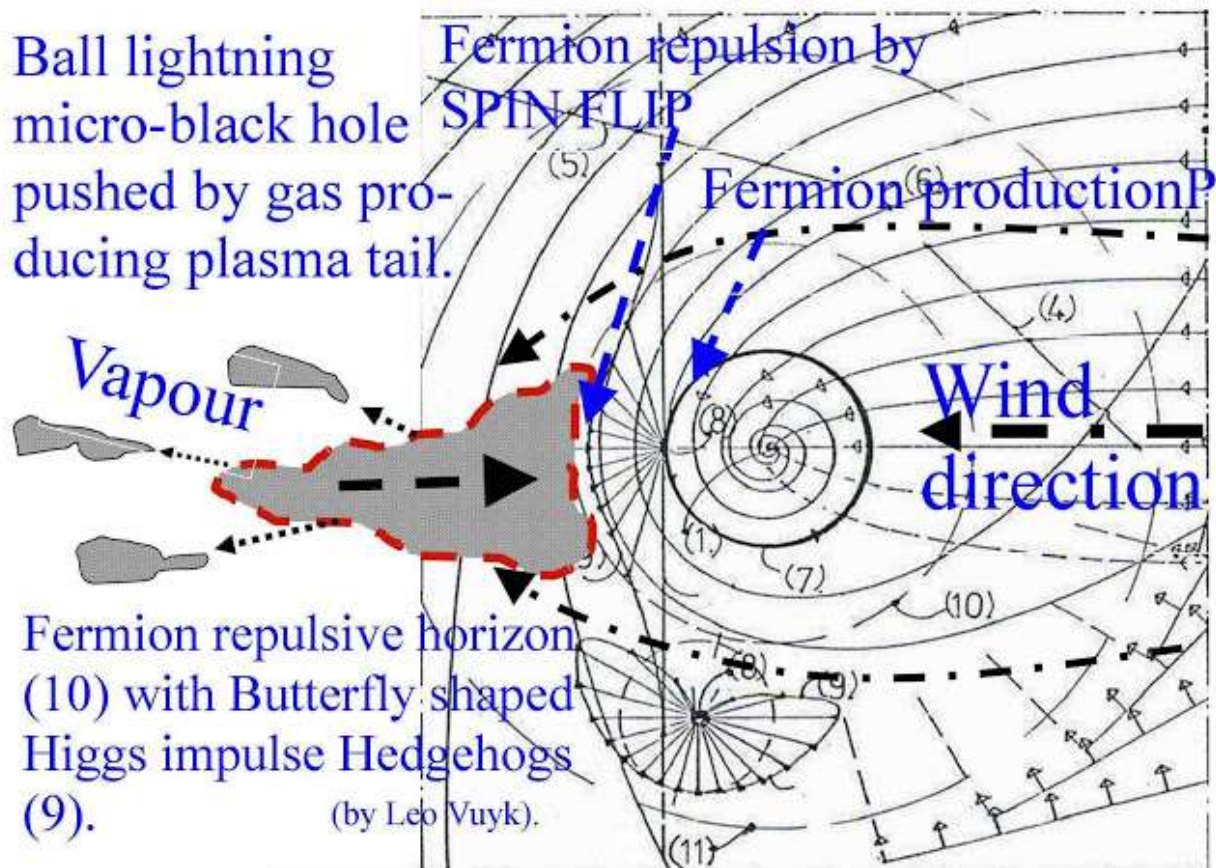 Ball lightning
micro-black hole
pushed by gas pro-
ducing plasma tail.
Fermion repulsion by
SPIN FLIP
(5)
(6)
Fermion productionP
(4)
Vapour
Wind
direction
(8)
(1)
(7)
(10)
Fermion repulsive horizon
(10) with Butterfly shaped
Higgs impulse Hedgehogs
(9).
(by Leo Vuyk).
(8)
(9)
(11)